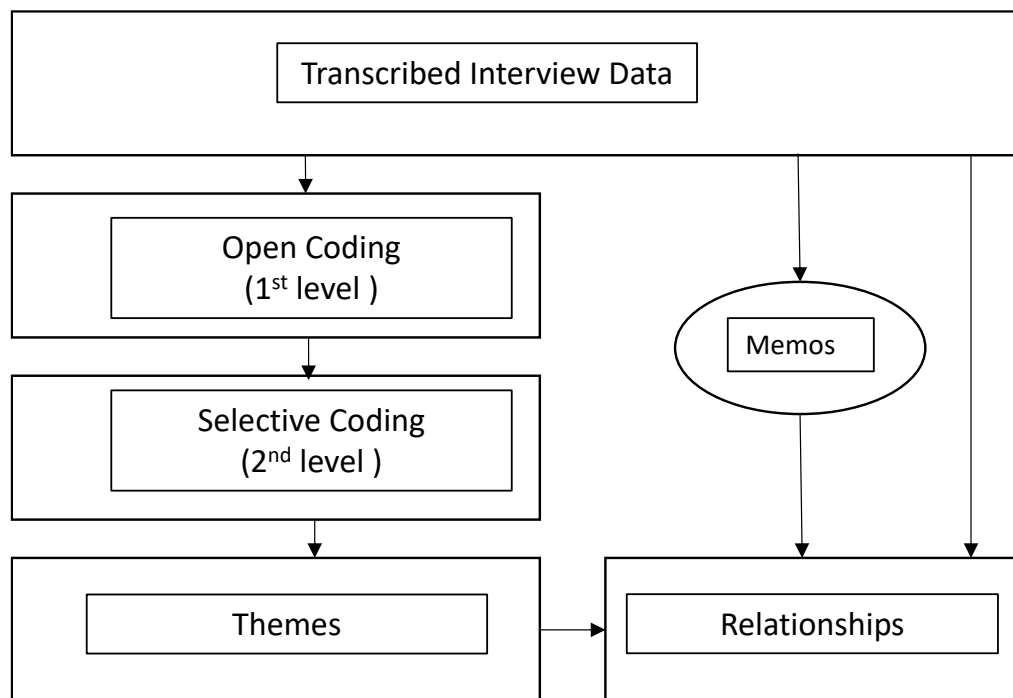 Transcribed Interview Data
Open Coding
(1st level )
Memos
Selective Coding
(2nd level )
Themes
Relationships